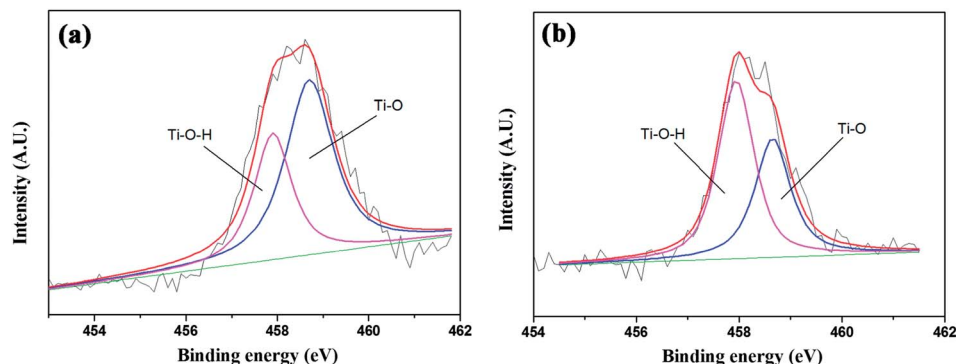 (a)
Ti-O-H
Ti-O
Intensity (A.U.)
454 456 458 460 462
Binding energy (eV)
(b)
Ti-O-H
Ti-O
Intensity (A.U.)
454 456 458 460 462
Binding energy (eV)